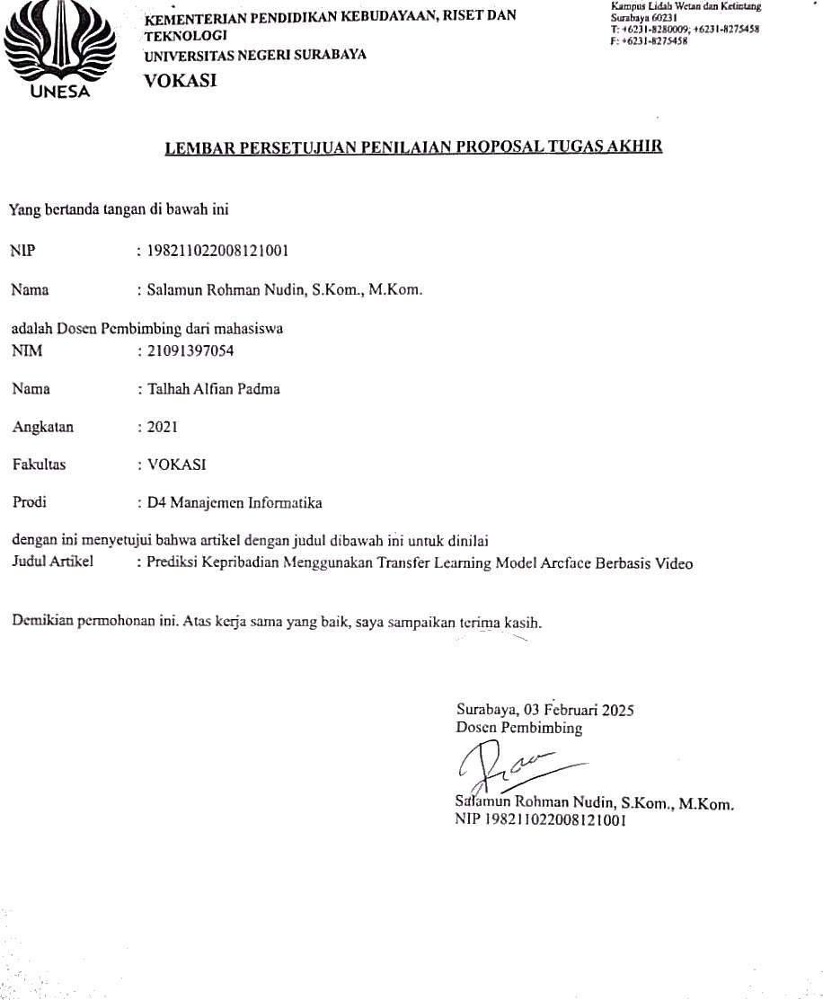 KEMENTERIAN PENDIDIKAN KEBUDAYAAN, RISET DAN
TEKNOLOGI
UNIVERSITAS NEGERI SURABAYA
VOKASI
UNESA
Kampus Lidah Wetan dan Ketintang
Surabaya 60231
T: +6231-8280009; +6231-8275458
F: +6231-8275458
LEMBAR PERSETUJUAN PENILAIAN PROPOSAL TUGAS AKHIR
Yang bertanda tangan di bawah ini
NIP : 198211022008121001
Nama : Salamun Rohman Nudin, S.Kom., M.Kom.
adalah Dosen Pembimbing dari mahasiswa
NIM : 21091397054
Nama : Talhah Alfian Padma
Angkatan : 2021
Fakultas : VOKASI
Prodi : D4 Manajemen Informatika
dengan ini menyetujui bahwa artikel dengan judul dibawah ini untuk dinilai
Judul Artikel : Prediksi Kepribadian Menggunakan Transfer Learning Model Arcface Berbasis Video
Demikian permohonan ini. Atas kerja sama yang baik, saya sampaikan terima kasih.
Surabaya, 03 Februari 2025
Dosen Pembimbing
Salamun Rohman Nudin, S.Kom., M.Kom.
NIP 198211022008121001